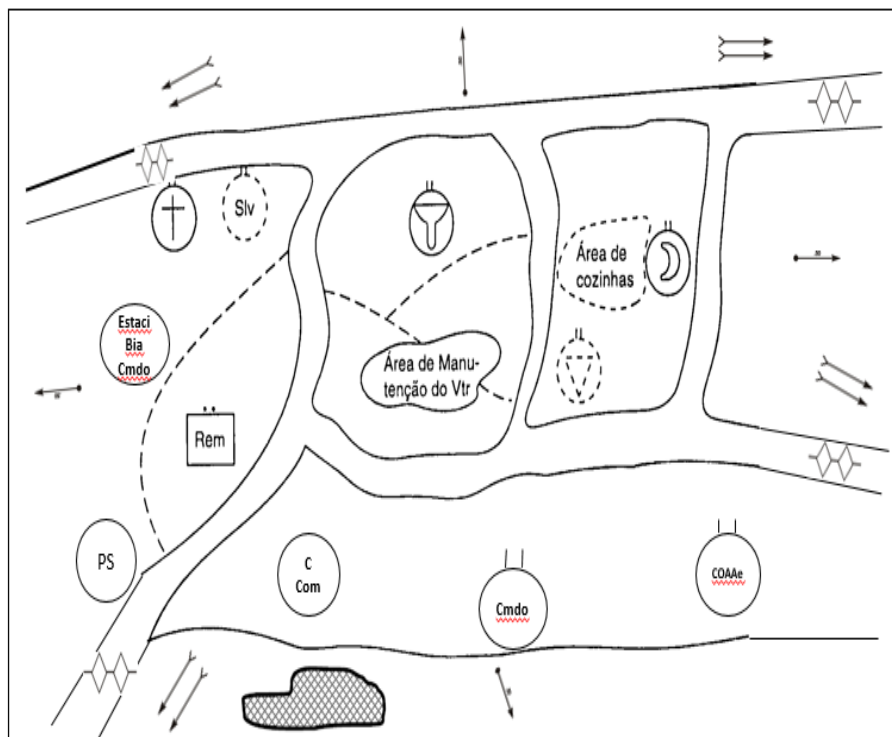 Slv
Área de
cozinhas
Estaci
Bia
Cmdo
Área de Manu-
tenção do Vtr
Rem
PS
C
Com
Cmdo
COAAe